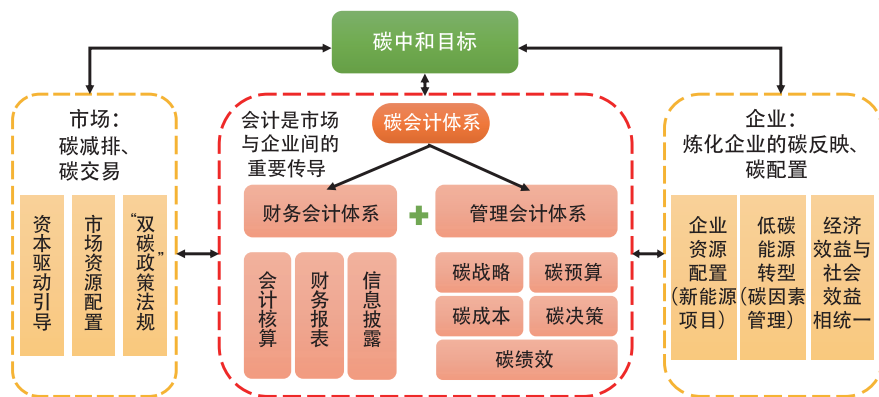 碳中和目标
市场：
碳减排、
碳交易
资本驱动引导
市场资源配置
“双碳政策法规”
会计是市场
与企业间的
重要传导
碳会计体系
财务会计体系
+
管理会计体系
会计核算
财务报表
信息披露
碳战略
碳预算
碳成本
碳决策
碳绩效
企业：
炼化企业的碳反映、
碳配置
企业
资源
配置
(新能源
项目)
低碳
能源
转型
(碳因素
管理)
经济
效益与
社会
效益
相统一